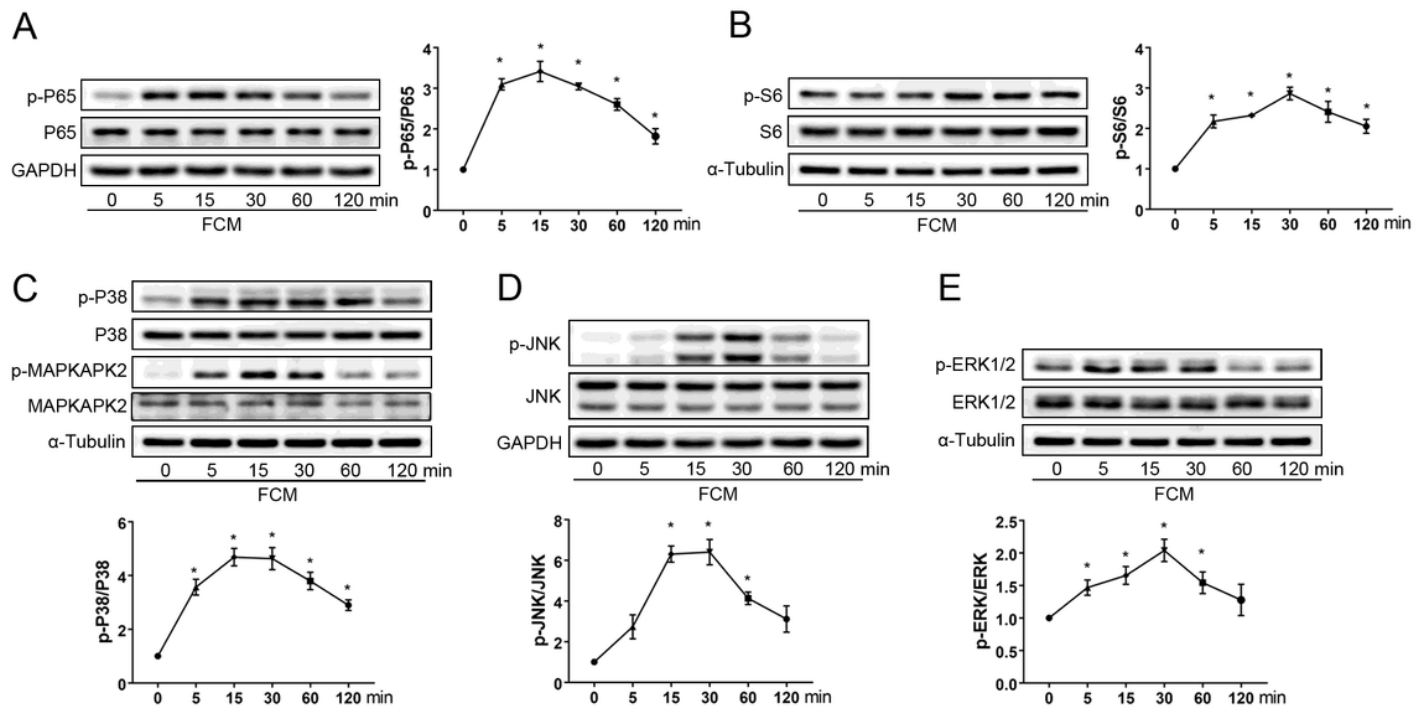 A
p-P65
P65
GAPDH
0 5 15 30 60 120 min
FCM
p-P65/P65
4
3
2
1
0
0 5 15 30 60 120 min
* * * * *
B
p-S6
S6
α-Tubulin
0 5 15 30 60 120 min
FCM
p-S6/S6
4
3
2
1
0
0 5 15 30 60 120 min
* * * * *
C
p-P38
P38
p-MAPKAPK2
MAPKAPK2
α-Tubulin
0 5 15 30 60 120 min
FCM
p-P38/P38
6
4
2
0
0 5 15 30 60 120 min
* * * * *
D
p-JNK
JNK
GAPDH
0 5 15 30 60 120 min
FCM
p-JNK/JNK
8
6
4
2
0
0 5 15 30 60 120 min
* * *
E
p-ERK1/2
ERK1/2
α-Tubulin
0 5 15 30 60 120 min
FCM
p-ERK/ERK
2.5
2.0
1.5
1.0
0.5
0.0
0 5 15 30 60 120 min
* * * *